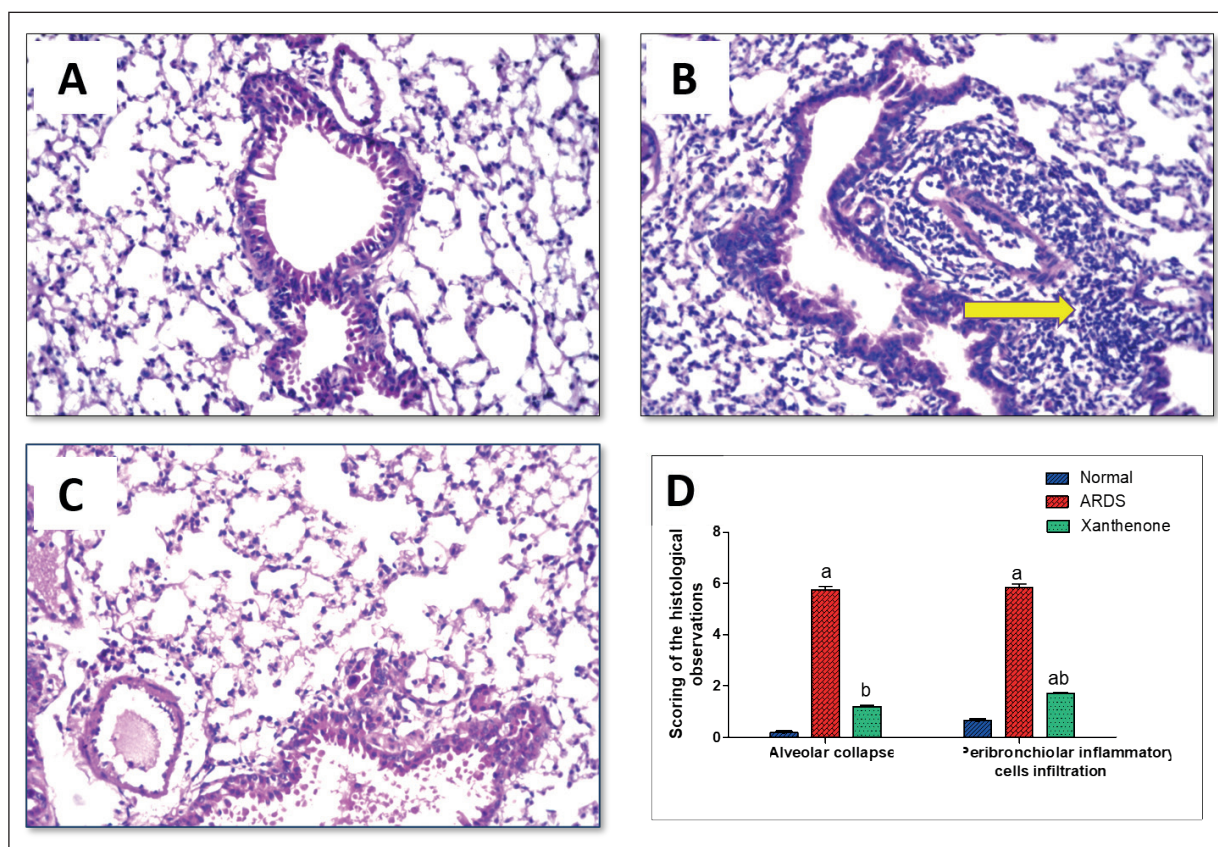 A
B
C
D
Normal
ARDS
Xanthenone
Scoring of the histological
observations
8
6
4
2
0
a
b
a
ab
Alveolar collapse
Peribronchiolar inflammatory
cells infiltration